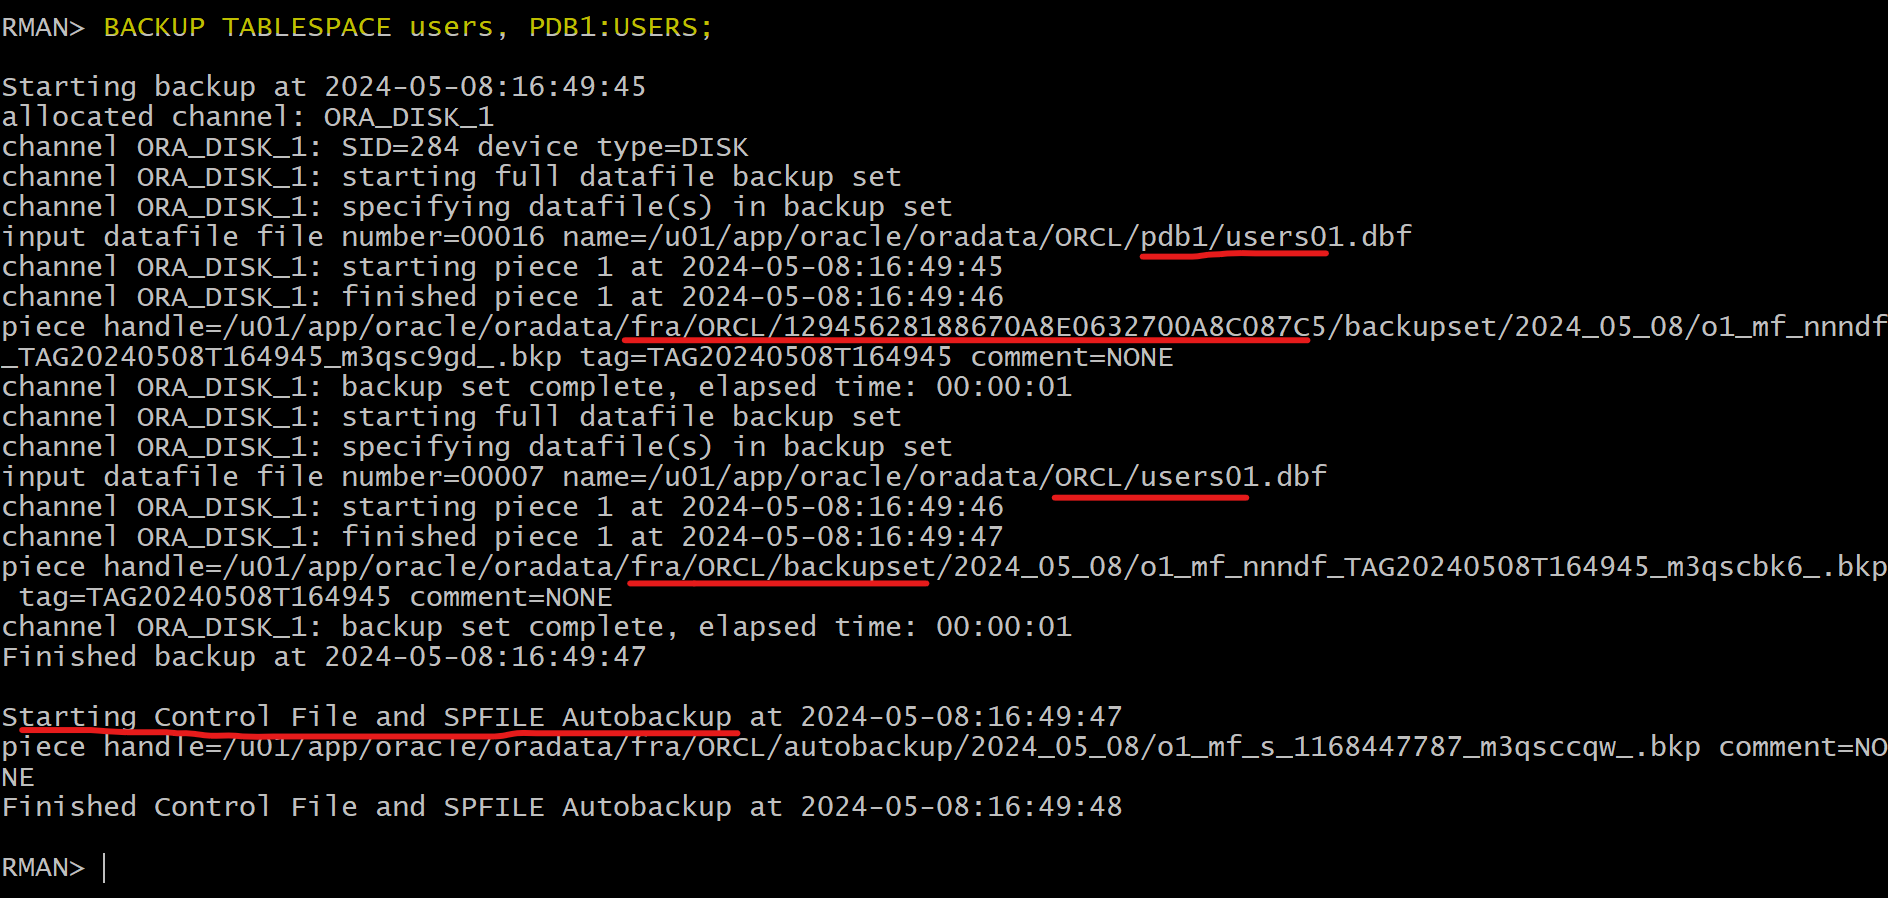 RMAN> BACKUP TABLESPACE users, PDB1:USERS;
Starting backup at 2024-05-08:16:49:45
allocated channel: ORA_DISK_1
channel ORA_DISK_1: SID=284 device type=DISK
channel ORA_DISK_1: starting full datafile backup set
channel ORA_DISK_1: specifying datafile(s) in backup set
input datafile file number=00016 name=/u01/app/oracle/oradata/ORCL/pdb1/users01.dbf
channel ORA_DISK_1: starting piece 1 at 2024-05-08:16:49:45
channel ORA_DISK_1: finished piece 1 at 2024-05-08:16:49:46
piece handle=/u01/app/oracle/oradata/fra/ORCL/12945628188670A8E0632700A8C087C5/backupset/2024_05_08/o1_mf_nnndf
_TAG20240508T164945_m3qsc9gd_.bkp tag=TAG20240508T164945 comment=NONE
channel ORA_DISK_1: backup set complete, elapsed time: 00:00:01
channel ORA_DISK_1: starting full datafile backup set
channel ORA_DISK_1: specifying datafile(s) in backup set
input datafile file number=00007 name=/u01/app/oracle/oradata/ORCL/users01.dbf
channel ORA_DISK_1: starting piece 1 at 2024-05-08:16:49:46
channel ORA_DISK_1: finished piece 1 at 2024-05-08:16:49:47
piece handle=/u01/app/oracle/oradata/fra/ORCL/backupset/2024_05_08/o1_mf_nnndf_TAG20240508T164945_m3qscbk6_.bkp
 tag=TAG20240508T164945 comment=NONE
channel ORA_DISK_1: backup set complete, elapsed time: 00:00:01
Finished backup at 2024-05-08:16:49:47
Starting Control File and SPFILE Autobackup at 2024-05-08:16:49:47
piece handle=/u01/app/oracle/oradata/fra/ORCL/autobackup/2024_05_08/o1_mf_s_1168447787_m3qsccqw_.bkp comment=NO
NE
Finished Control File and SPFILE Autobackup at 2024-05-08:16:49:48
RMAN>